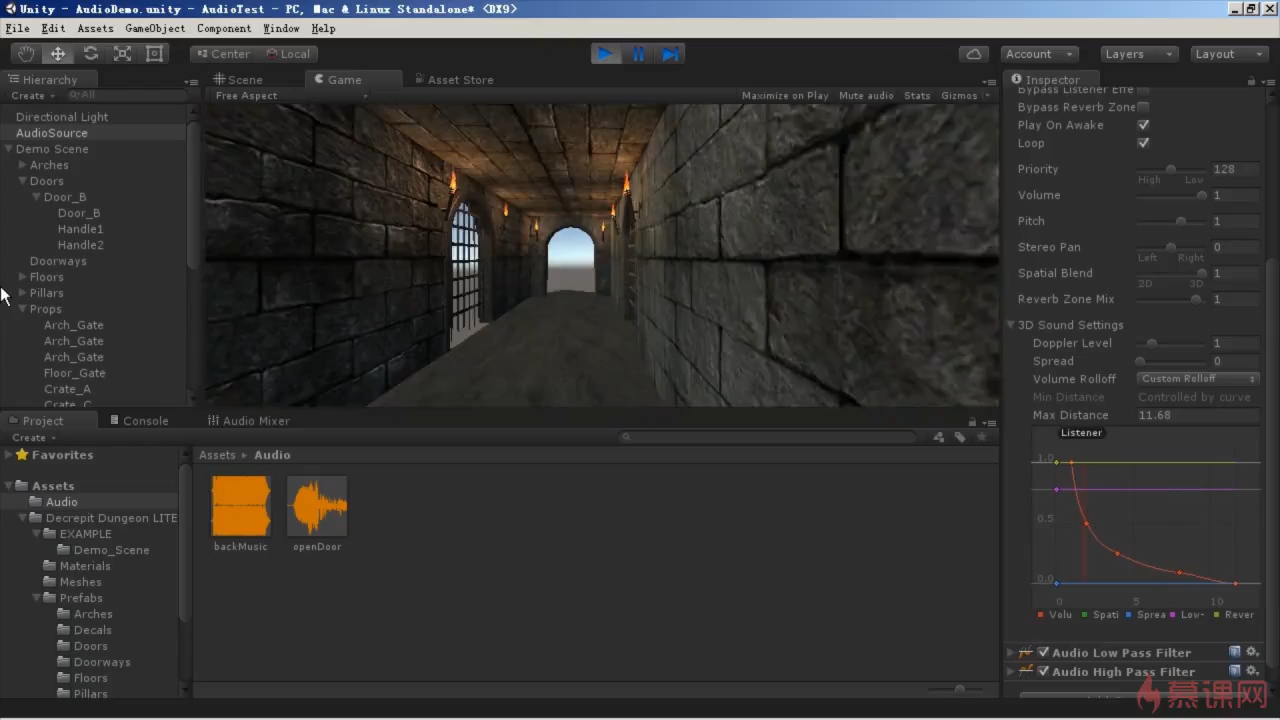 Unity - AudioDemo.unity - AudioTest - PC, Mac & Linux Standalone* <DX9>
File Edit Assets GameObject Component Window Help
Center Local Account Layers Layout
Hierarchy Scene Game Asset Store Inspector
Create All Free Aspect Maximize on Play Mute audio Stats Gizmos
Bypass Listener Effe
Bypass Reverb Zone
Play On Awake
Loop
Priority 128
High Low
Volume 1
Pitch 1
Stereo Pan 0
Left Right
Spatial Blend 1
2D 3D
Reverb Zone Mix 1
3D Sound Settings
Doppler Level 1
Spread 0
Volume Rolloff Custom Rolloff
Min Distance Controlled by curve
Max Distance 11.68
Listener
1.0
0.5
0.0
0 5 10
Volu Spati Sprea Low- Rever
Audio Low Pass Filter
Audio High Pass Filter
Directional Light
AudioSource
Demo Scene
Arches
Doors
Door_B
Door_B
Handle1
Handle2
Doorways
Floors
Pillars
Props
Arch_Gate
Arch_Gate
Arch_Gate
Floor_Gate
Crate_A
Crate_C
Project Console Audio Mixer
Create
Favorites
Assets
Audio
Decrepit Dungeon LITE
EXAMPLE
Demo_Scene
Materials
Meshes
Prefabs
Arches
Decals
Doors
Doorways
Floors
Pillars
Assets Audio
backMusic openDoor
慕课网